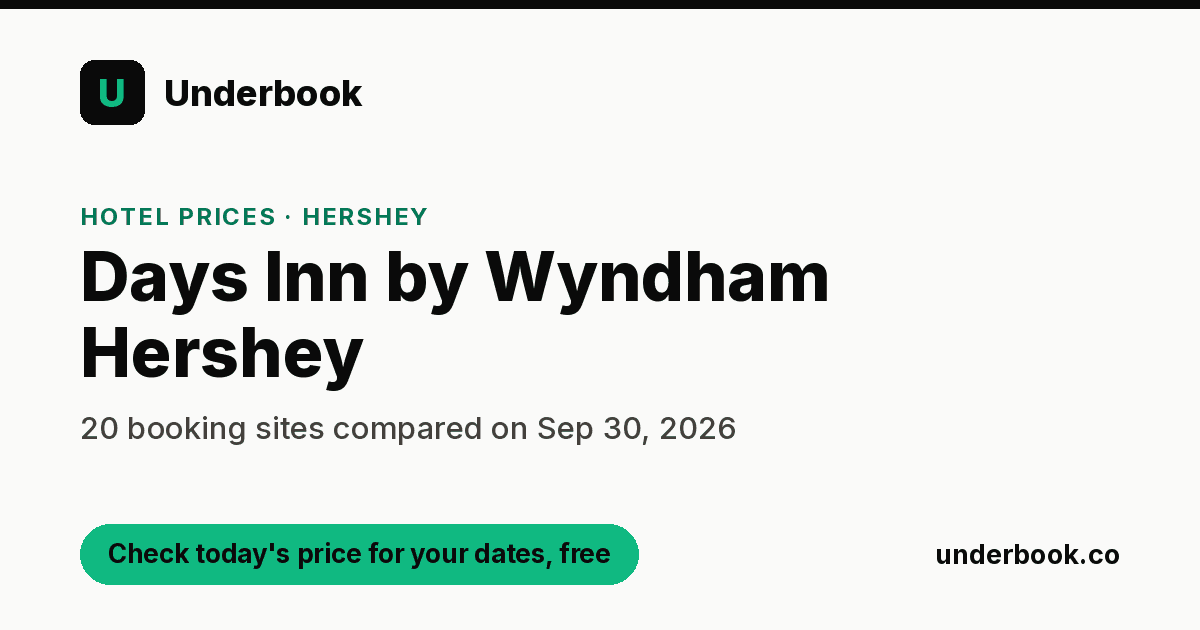 U
Underbook
HOTEL PRICES · HERSHEY
Days Inn by Wyndham
Hershey
20 booking sites compared on Sep 30, 2026
Check today's price for your dates, free
underbook.co